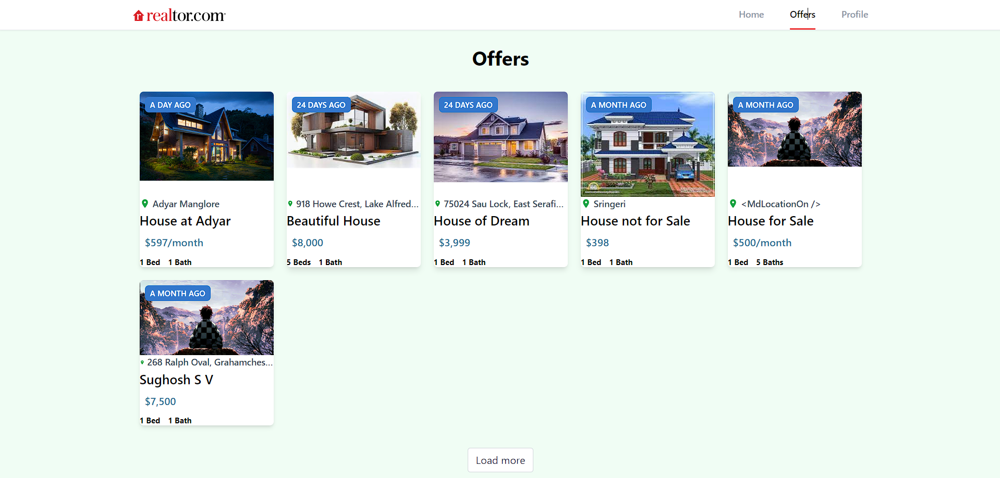 realtor.com
Home
Offers
Profile
Offers
A DAY AGO
Adyar Manglore
House at Adyar
$597/month
1 Bed 1 Bath
24 DAYS AGO
918 Howe Crest, Lake Alfred...
Beautiful House
$8,000
5 Beds 1 Bath
24 DAYS AGO
75024 Sau Lock, East Serafi...
House of Dream
$3,999
1 Bed 1 Bath
A MONTH AGO
Sringeri
House not for Sale
$398
1 Bed 1 Bath
A MONTH AGO
<MdLocationOn />
House for Sale
$500/month
1 Bed 5 Baths
A MONTH AGO
268 Ralph Oval, Grahamches...
Sughosh S V
$7,500
1 Bed 1 Bath
Load more